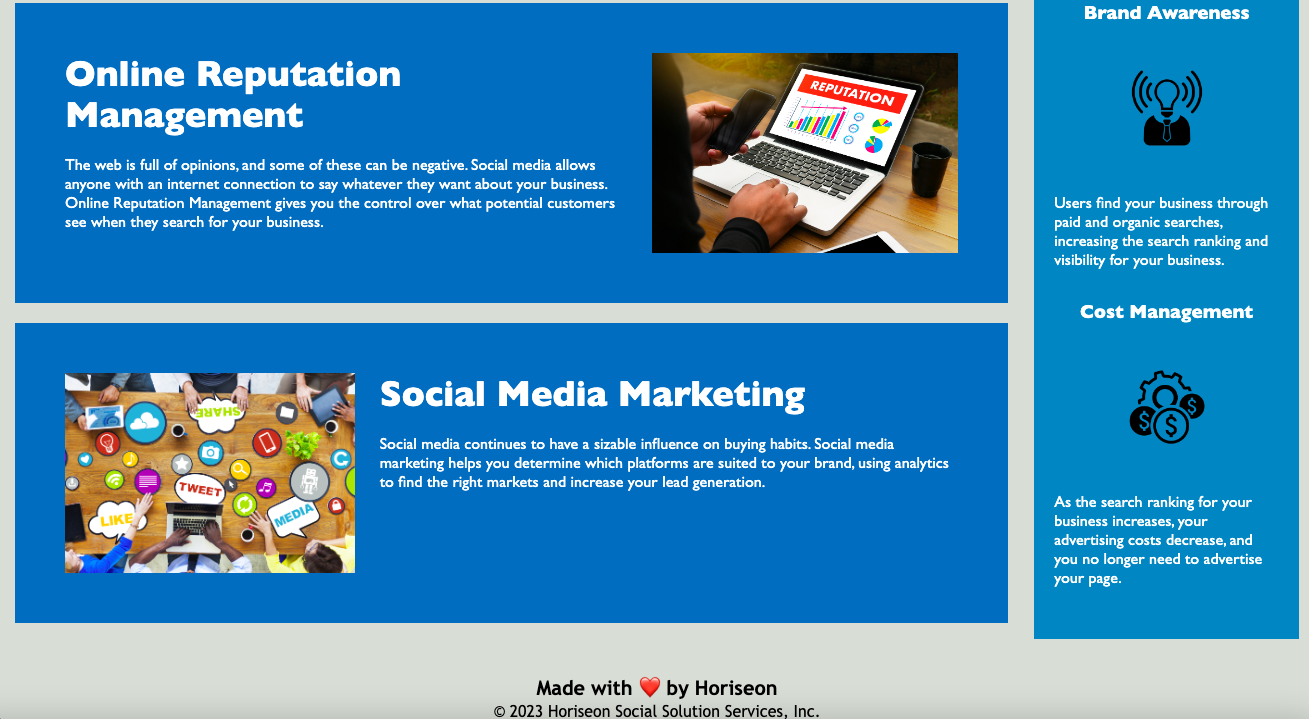 Online Reputation
Management
The web is full of opinions, and some of these can be negative. Social media allows
anyone with an internet connection to say whatever they want about your business.
Online Reputation Management gives you the control over what potential customers
see when they search for your business.
REPUTATION
Social Media Marketing
Social media continues to have a sizable influence on buying habits. Social media
marketing helps you determine which platforms are suited to your brand, using analytics
to find the right markets and increase your lead generation.
SHARE
TWEET
LIKE
MEDIA
Brand Awareness
Users find your business through
paid and organic searches,
increasing the search ranking and
visibility for your business.
Cost Management
$ $
$
As the search ranking for your
business increases, your
advertising costs decrease, and
you no longer need to advertise
your page.
Made with ❤️ by Horiseon
© 2023 Horiseon Social Solution Services, Inc.